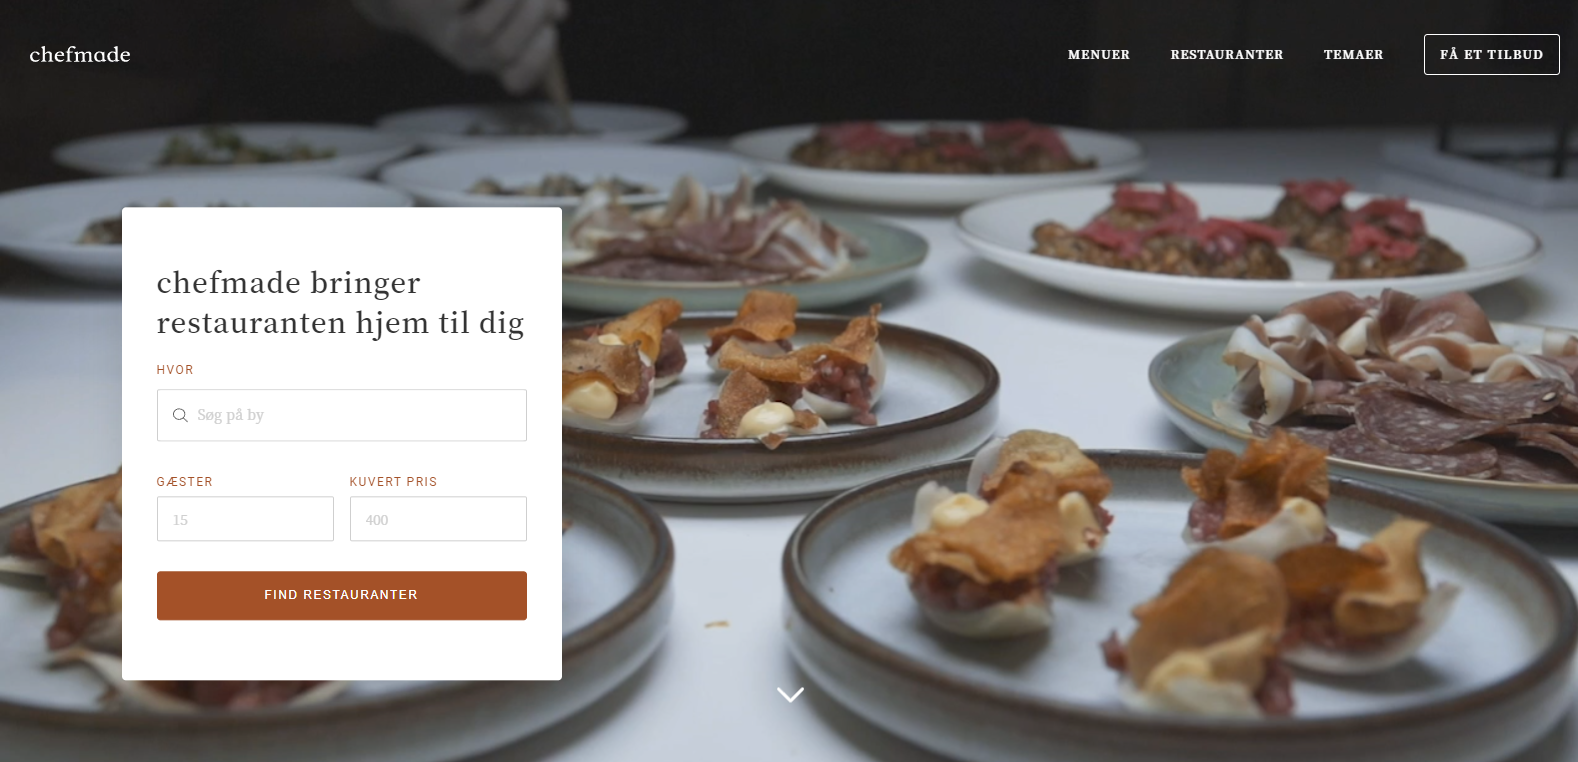 chefmade
MENUER
RESTAURANTER
TEMAER
FÅ ET TILBUD
chefmade bringer
restauranten hjem til dig
HVOR
Søg på by
GÆSTER
KUVERT PRIS
15
400
FIND RESTAURANTER